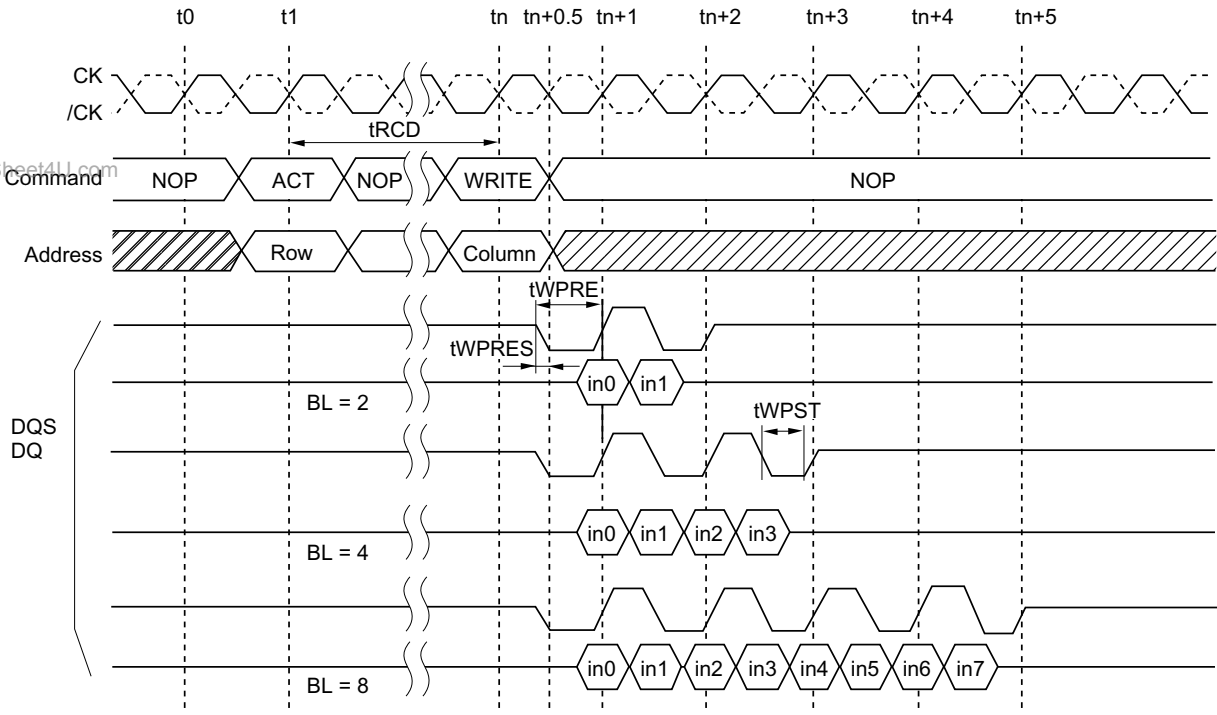 t0 t1 tn tn+0.5 tn+1 tn+2 tn+3 tn+4 tn+5
CK
/CK
tRCD
heet4U.com
Command NOP ACT NOP WRITE NOP
Address Row Column
tWPRE
tWPRES
in0 in1
BL = 2
tWPST
DQS
DQ
in0 in1 in2 in3
BL = 4
in0 in1 in2 in3 in4 in5 in6 in7
BL = 8